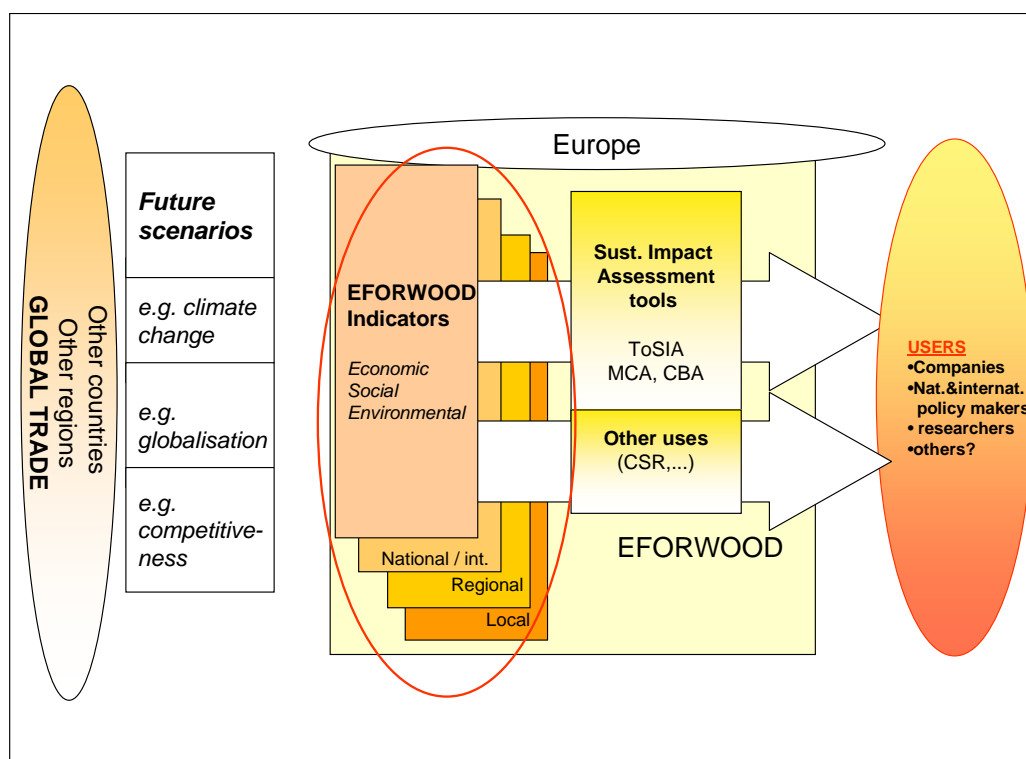 GLOBAL TRADE
Other regions
Other countries
Future
scenarios
e.g. climate
change
e.g.
globalisation
e.g.
competitive-
ness
Europe
EFORWOOD
Indicators
Economic
Social
Environmental
National / int.
Regional
Local
Sust. Impact
Assessment
tools
ToSIA
MCA, CBA
Other uses
(CSR,...)
EFORWOOD
USERS
•Companies
•Nat.&internat.
policy makers
• researchers
•others?